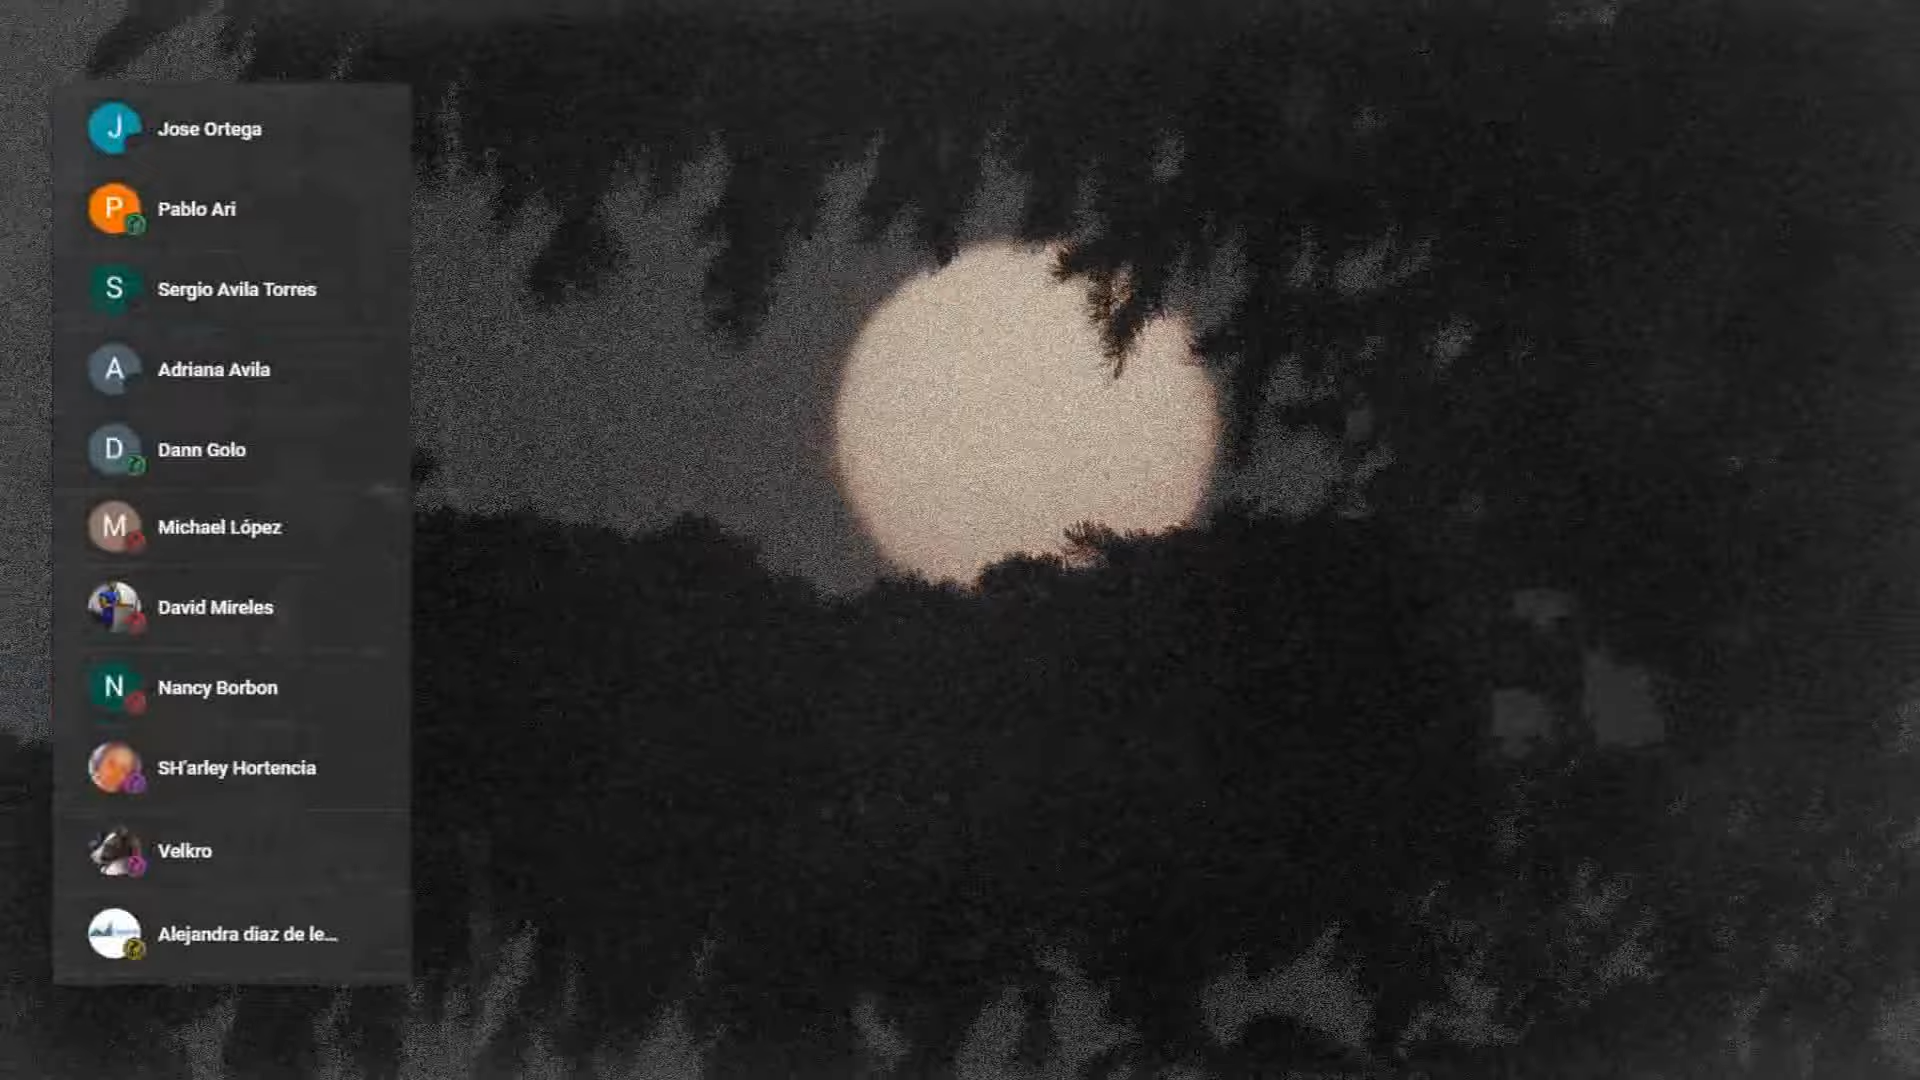 J Jose Ortega
P Pablo Ari
S Sergio Avila Torres
A Adriana Avila
D Dann Golo
M Michael López
David Mireles
N Nancy Borbon
SH'arley Hortencia
Velkro
Alejandra diaz de le...